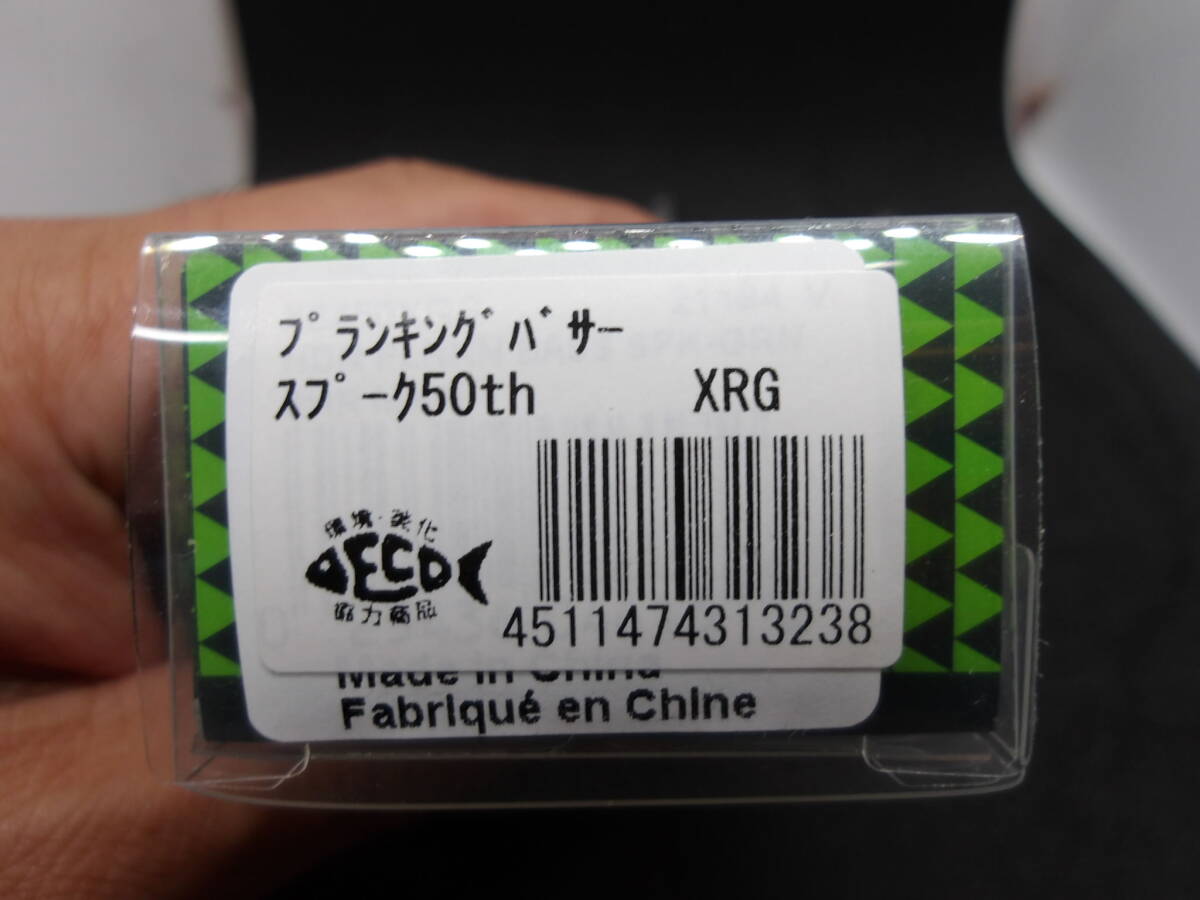 プランキングバサー
スプーク50th XRG
環境・美化
ECO
協力商品
4511474313238
Made in China
Fabriqué en Chine